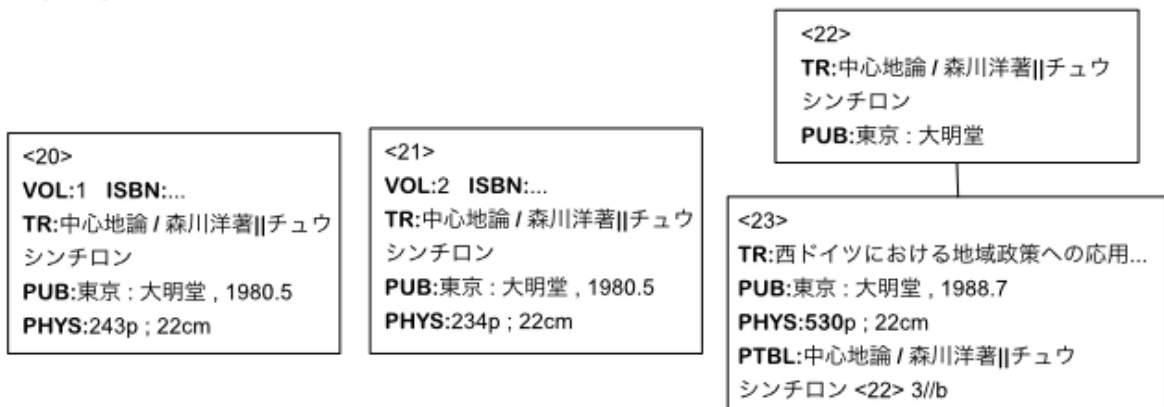 <20>
VOL:1 ISBN:...
TR:中心地論 / 森川洋著||チュウ
シンチロン
PUB:東京 : 大明堂 , 1980.5
PHYS:243p ; 22cm
<21>
VOL:2 ISBN:...
TR:中心地論 / 森川洋著||チュウ
シンチロン
PUB:東京 : 大明堂 , 1980.5
PHYS:234p ; 22cm
<22>
TR:中心地論 / 森川洋著||チュウ
シンチロン
PUB:東京 : 大明堂
<23>
TR:西ドイツにおける地域政策への応用...
PUB:東京 : 大明堂 , 1988.7
PHYS:530p ; 22cm
PTBL:中心地論 / 森川洋著||チュウ
シンチロン <22> 3//b